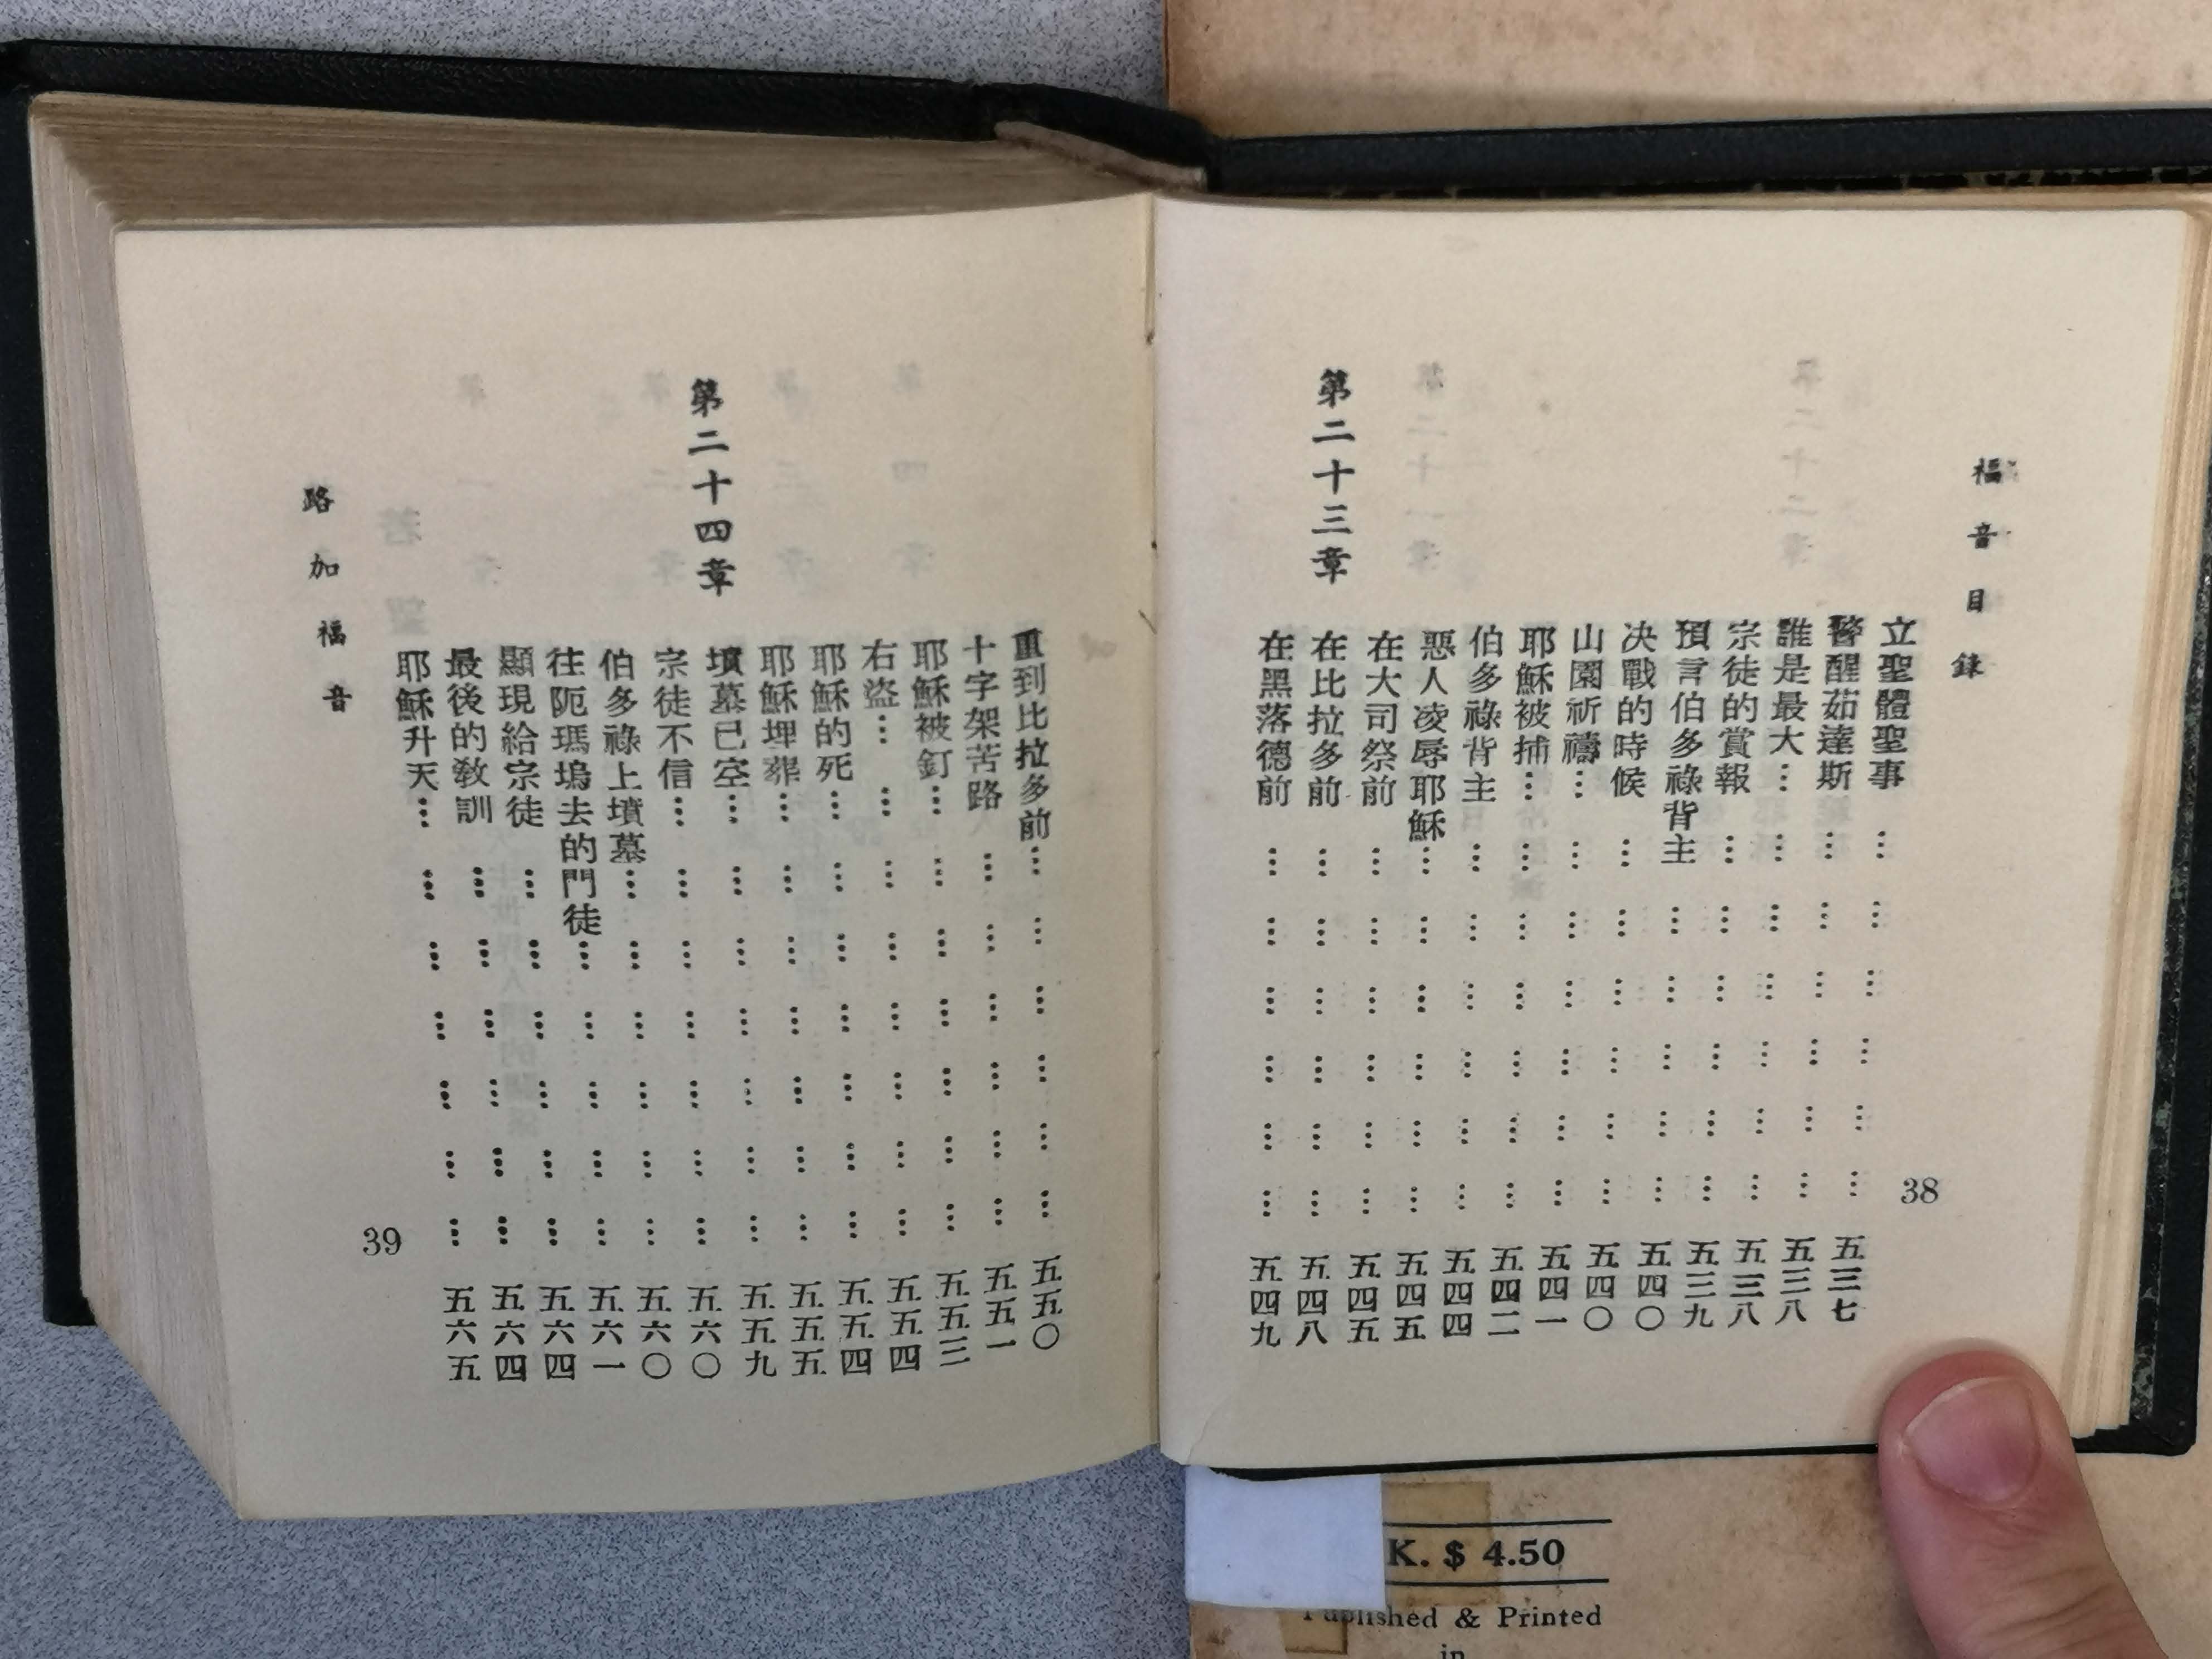 福音目錄
立聖體聖事⋯⋯⋯⋯⋯⋯五三七
警醒茹達斯⋯⋯⋯⋯⋯⋯五三八
誰是最大⋯⋯⋯⋯⋯⋯⋯五三八
宗徒的賞報⋯⋯⋯⋯⋯⋯五三九
預言伯多祿背主⋯⋯⋯⋯⋯五四〇
决戰的時候⋯⋯⋯⋯⋯⋯五四〇
山園祈禱⋯⋯⋯⋯⋯⋯⋯五四一
耶穌被捕⋯⋯⋯⋯⋯⋯⋯五四二
伯多祿背主⋯⋯⋯⋯⋯⋯五四四
惡人凌辱耶穌⋯⋯⋯⋯⋯⋯五四五
在大司祭前⋯⋯⋯⋯⋯⋯五四五
第二十三章
在比拉多前⋯⋯⋯⋯⋯⋯五四八
在黑落德前⋯⋯⋯⋯⋯⋯五四九
38
重到比拉多前⋯⋯⋯⋯⋯⋯五五〇
十字架苦路⋯⋯⋯⋯⋯⋯五五一
耶穌被釘⋯⋯⋯⋯⋯⋯⋯五五三
右盜⋯⋯⋯⋯⋯⋯⋯⋯五五四
耶穌的死⋯⋯⋯⋯⋯⋯⋯五五四
耶穌埋葬⋯⋯⋯⋯⋯⋯⋯五五五
第二十四章
墳墓已空⋯⋯⋯⋯⋯⋯⋯五五九
宗徒不信⋯⋯⋯⋯⋯⋯⋯五六〇
伯多祿上墳墓⋯⋯⋯⋯⋯⋯五六〇
往阨瑪塢去的門徒⋯⋯⋯⋯⋯五六一
顯現給宗徒⋯⋯⋯⋯⋯⋯五六四
最後的敎訓⋯⋯⋯⋯⋯⋯五六四
耶穌升天⋯⋯⋯⋯⋯⋯⋯五六五
路加福音
39
K. $ 4.50
Published & Printed
in